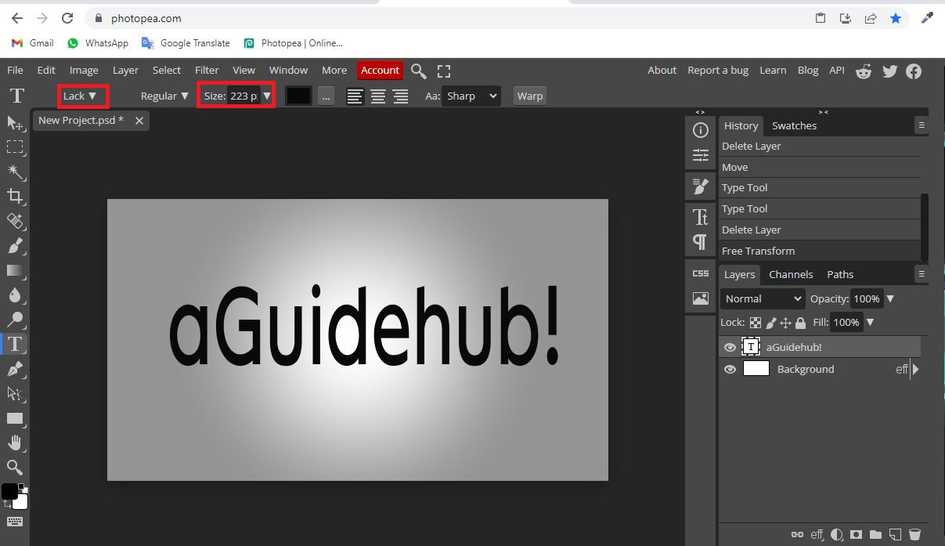 photopea.com
Gmail WhatsApp Google Translate Photopea | Online...
File Edit Image Layer Select Filter View Window More Account About Report a bug Learn Blog API
T Lack ▼ Regular ▼ Size: 223 p ▼ ... Aa: Sharp Warp
New Project.psd *
History Swatches
Delete Layer
Move
Type Tool
Type Tool
Delete Layer
Free Transform
CSS
Layers Channels Paths
Normal Opacity: 100% ▼
Lock: Fill: 100% ▼
T aGuidehub!
Background eff
aGuidehub!
eff